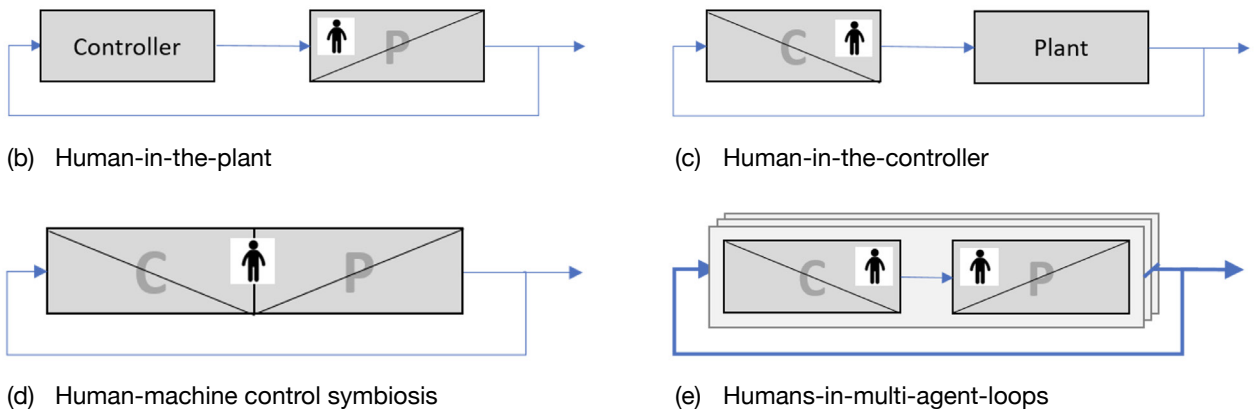 Controller
P
C
Plant
(b) Human-in-the-plant
(c) Human-in-the-controller
C
P
C
P
(d) Human-machine control symbiosis
(e) Humans-in-multi-agent-loops